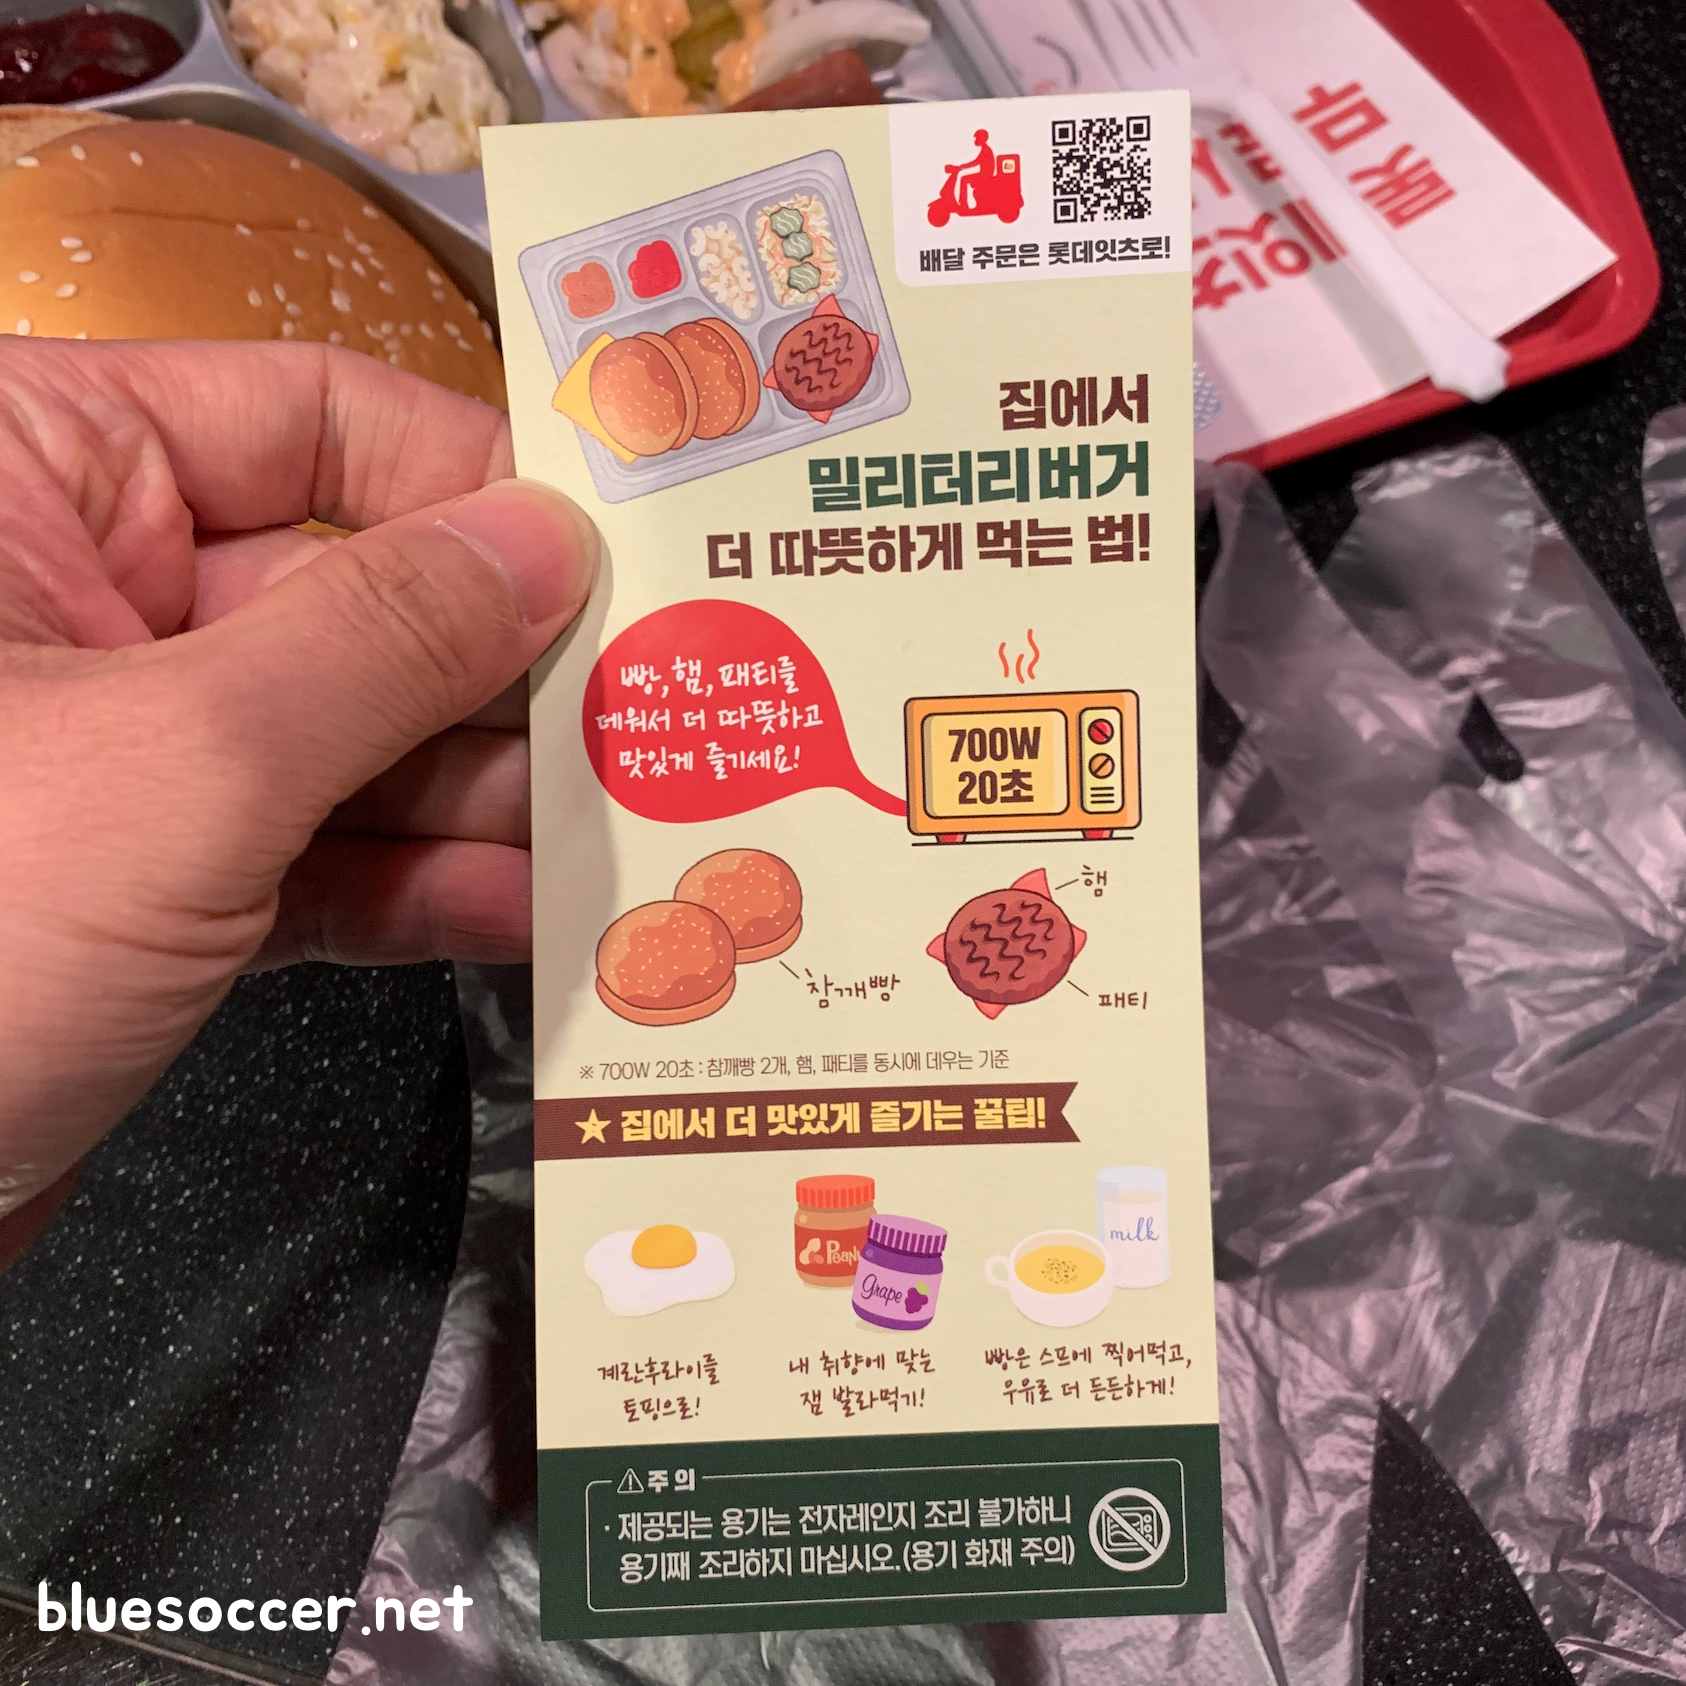 배달 주문은 롯데잇츠로!
집에서
밀리터리버거
더 따뜻하게 먹는 법!
빵, 햄, 패티를
데워서 더 따뜻하고
맛있게 즐기세요!
700W
20초
햄
참깨빵
패티
※ 700W 20초 : 참깨빵 2개, 햄, 패티를 동시에 데우는 기준
★ 집에서 더 맛있게 즐기는 꿀팁!
milk
Grape
계란후라이를
토핑으로!
내 취향에 맞는
잼 발라먹기!
빵은 스프에 찍어먹고,
우유로 더 든든하게!
⚠주의
· 제공되는 용기는 전자레인지 조리 불가하니
용기째 조리하지 마십시오.(용기 화재 주의)
bluesoccer.net